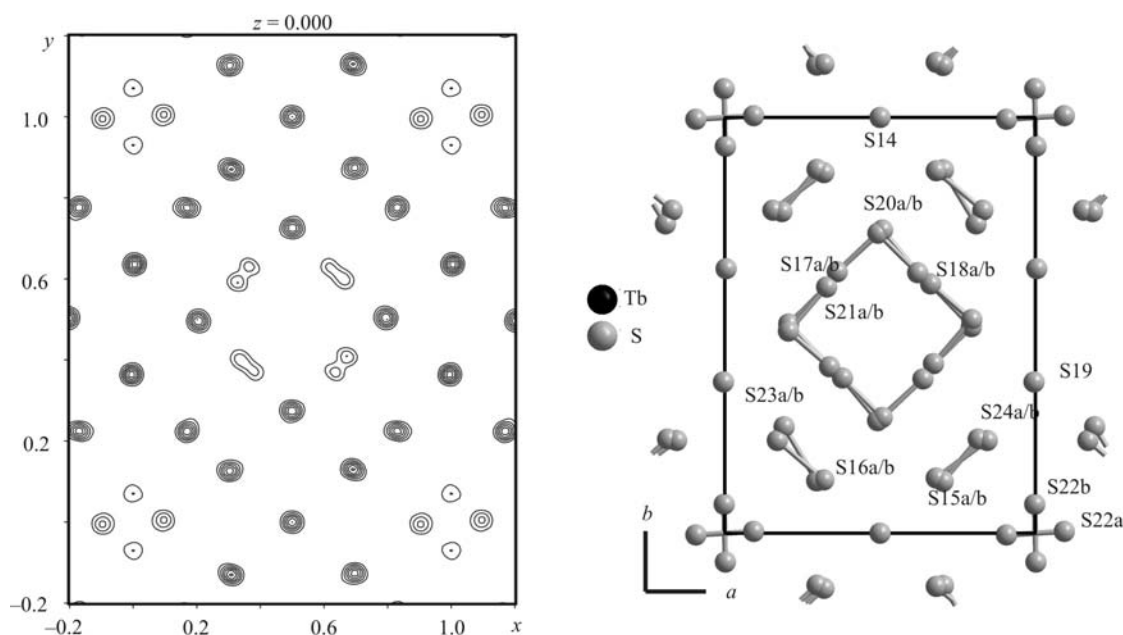 z = 0.000
y
1.0
0.6
0.2
–0.2
–0.2
0.2
0.6
1.0
x
Tb
S
S14
S20a/b
S17a/b
S18a/b
S21a/b
S19
S23a/b
S24a/b
S16a/b
S15a/b
S22b
S22a
b
a